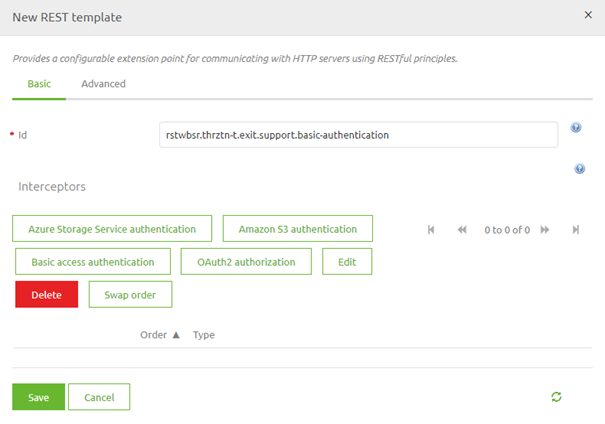 New REST template
×
Provides a configurable extension point for communicating with HTTP servers using RESTful principles.
Basic Advanced
* Id rstwbsr.thrztn-t.exit.support.basic-authentication
Interceptors
Azure Storage Service authentication Amazon S3 authentication 0 to 0 of 0
Basic access authentication OAuth2 authorization Edit
Delete Swap order
Order ▲ Type
Save Cancel